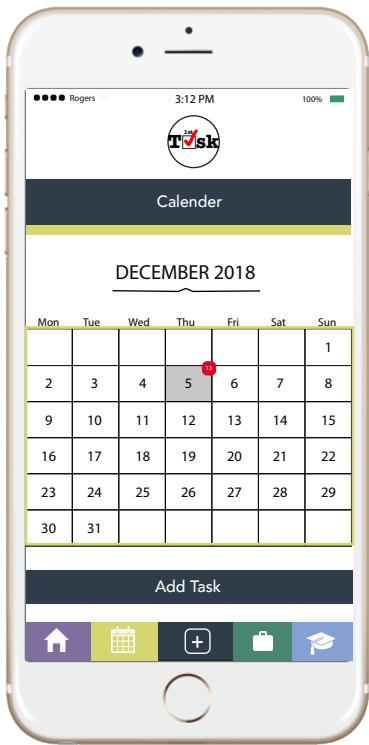 Rogers 3:12 PM 100%
1st
Task
Calender
DECEMBER 2018
Mon Tue Wed Thu Fri Sat Sun
1
13
2 3 4 5 6 7 8
9 10 11 12 13 14 15
16 17 18 19 20 21 22
23 24 25 26 27 28 29
30 31
Add Task